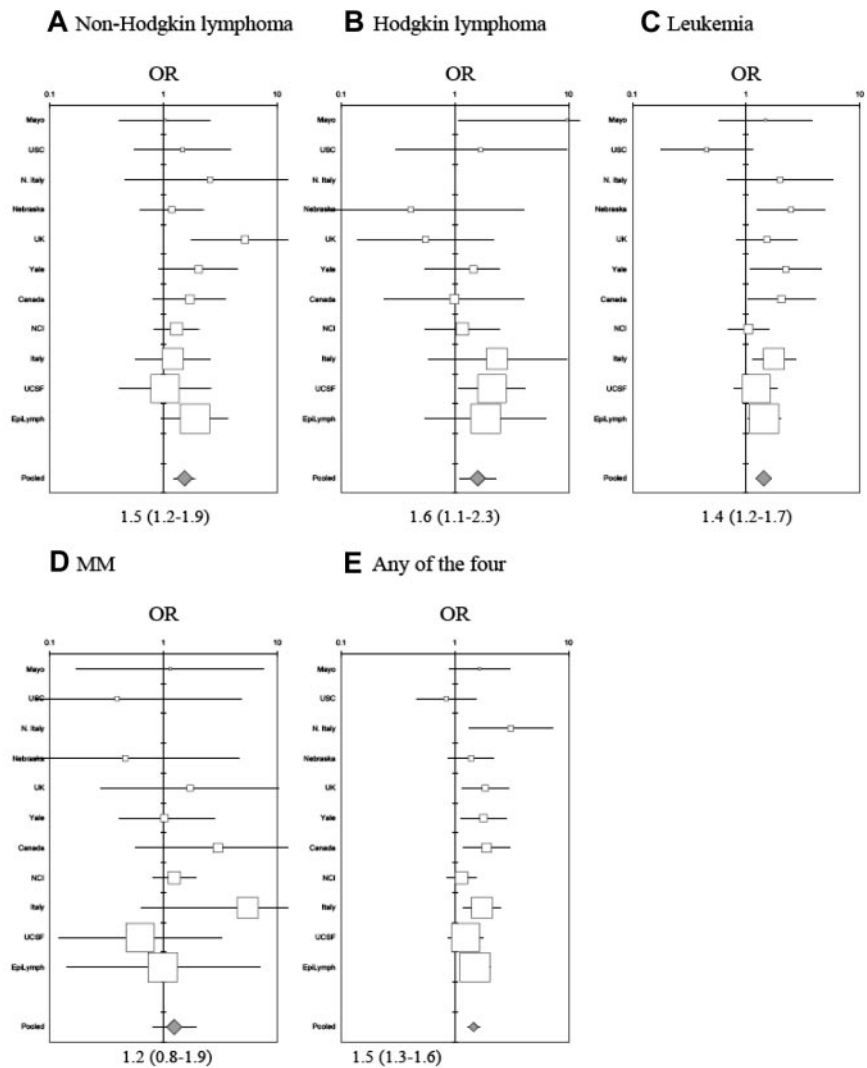 A Non-Hodgkin lymphoma
OR
0.1 1 10
Mayo
USC
N. Italy
Nebraska
UK
Yale
Canada
NCI
Italy
UCSF
EpiLymph
Pooled
1.5 (1.2-1.9)
B Hodgkin lymphoma
OR
0.1 1 10
Mayo
USC
N. Italy
Nebraska
UK
Yale
Canada
NCI
Italy
UCSF
EpiLymph
Pooled
1.6 (1.1-2.3)
C Leukemia
OR
0.1 1 10
Mayo
USC
N. Italy
Nebraska
UK
Yale
Canada
NCI
Italy
UCSF
EpiLymph
Pooled
1.4 (1.2-1.7)
D MM
OR
0.1 1 10
Mayo
USC
N. Italy
Nebraska
UK
Yale
Canada
NCI
Italy
UCSF
EpiLymph
Pooled
1.2 (0.8-1.9)
E Any of the four
OR
0.1 1 10
Mayo
USC
N. Italy
Nebraska
UK
Yale
Canada
NCI
Italy
UCSF
EpiLymph
Pooled
1.5 (1.3-1.6)